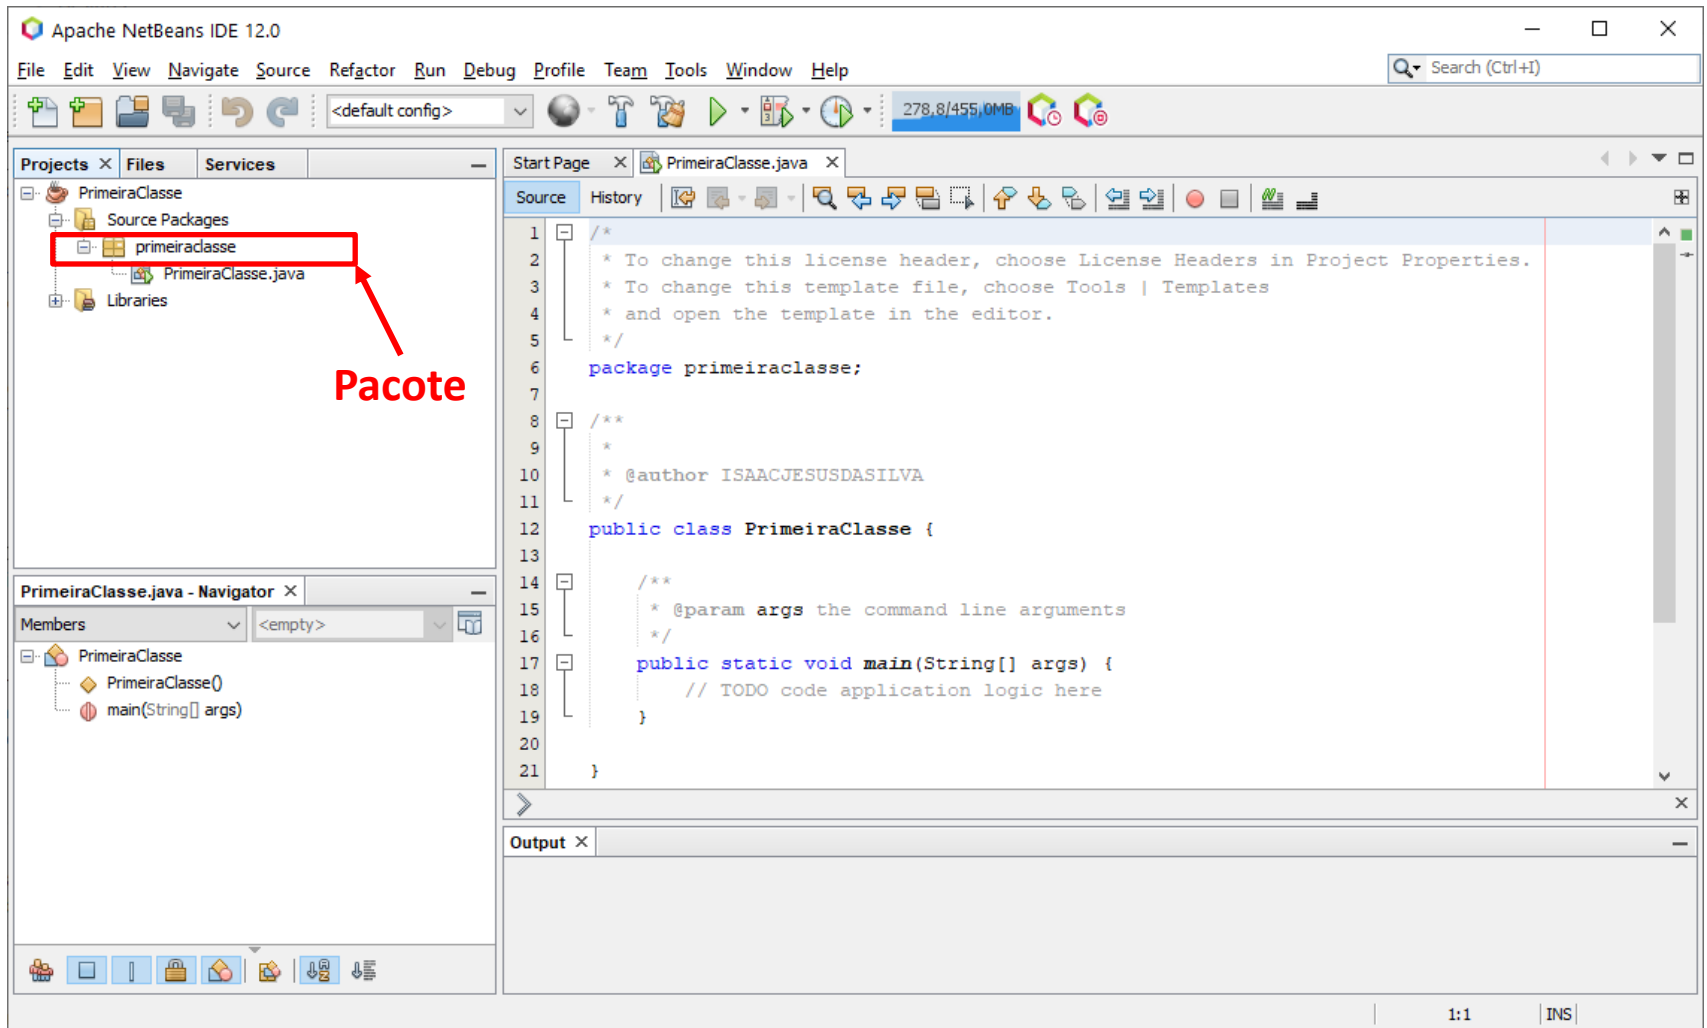 Apache NetBeans IDE 12.0
File Edit View Navigate Source Refactor Run Debug Profile Team Tools Window Help
Search (Ctrl+I)
<default config>
278,8/455,0MB
Projects Files Services
PrimeiraClasse
Source Packages
primeiraclasse
PrimeiraClasse.java
Libraries
Pacote
PrimeiraClasse.java - Navigator
Members
<empty>
PrimeiraClasse
PrimeiraClasse()
main(String[] args)
Start Page PrimeiraClasse.java
Source History
1 /*
2 * To change this license header, choose License Headers in Project Properties.
3 * To change this template file, choose Tools | Templates
4 * and open the template in the editor.
5 */
6 package primeiraclasse;
7
8 /**
9 *
10 * @author ISAACJESUSDASILVA
11 */
12 public class PrimeiraClasse {
13
14 /**
15 * @param args the command line arguments
16 */
17 public static void main(String[] args) {
18 // TODO code application logic here
19 }
20
21 }
Output
1:1 INS